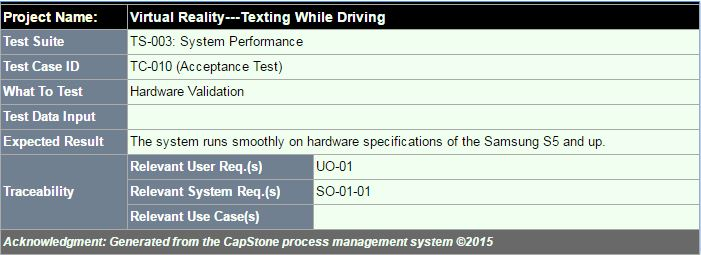 Project Name: Virtual Reality---Texting While Driving
Test Suite TS-003: System Performance
Test Case ID TC-010 (Acceptance Test)
What To Test Hardware Validation
Test Data Input
Expected Result The system runs smoothly on hardware specifications of the Samsung S5 and up.
Traceability
Relevant User Req.(s) UO-01
Relevant System Req.(s) SO-01-01
Relevant Use Case(s)
Acknowledgment: Generated from the CapStone process management system ©2015